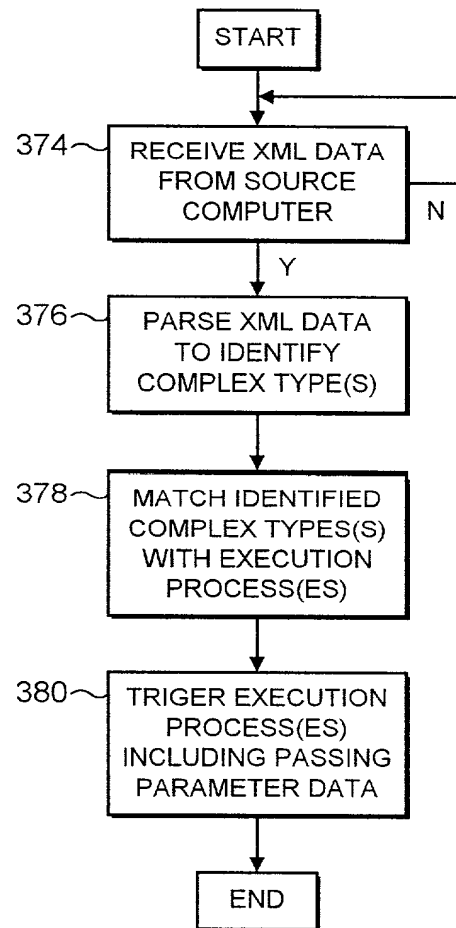 START
374
RECEIVE XML DATA
FROM SOURCE
COMPUTER
N
Y
376
PARSE XML DATA
TO IDENTIFY
COMPLEX TYPE(S)
378
MATCH IDENTIFIED
COMPLEX TYPES(S)
WITH EXECUTION
PROCESS(ES)
380
TRIGER EXECUTION
PROCESS(ES)
INCLUDING PASSING
PARAMETER DATA
END